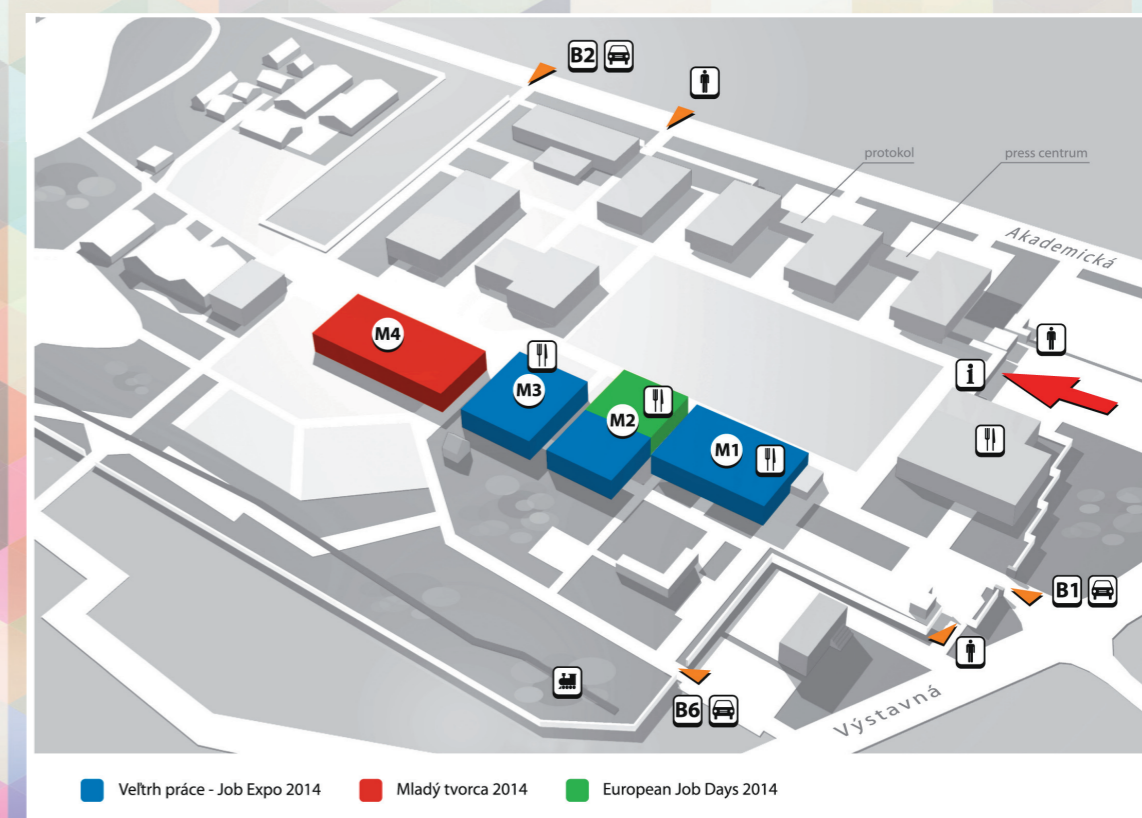 B2
protokol
press centrum
Akademická
M4
M3
M2
M1
i
B1
B6
Výstavná
Veľtrh práce - Job Expo 2014
Mladý tvorca 2014
European Job Days 2014